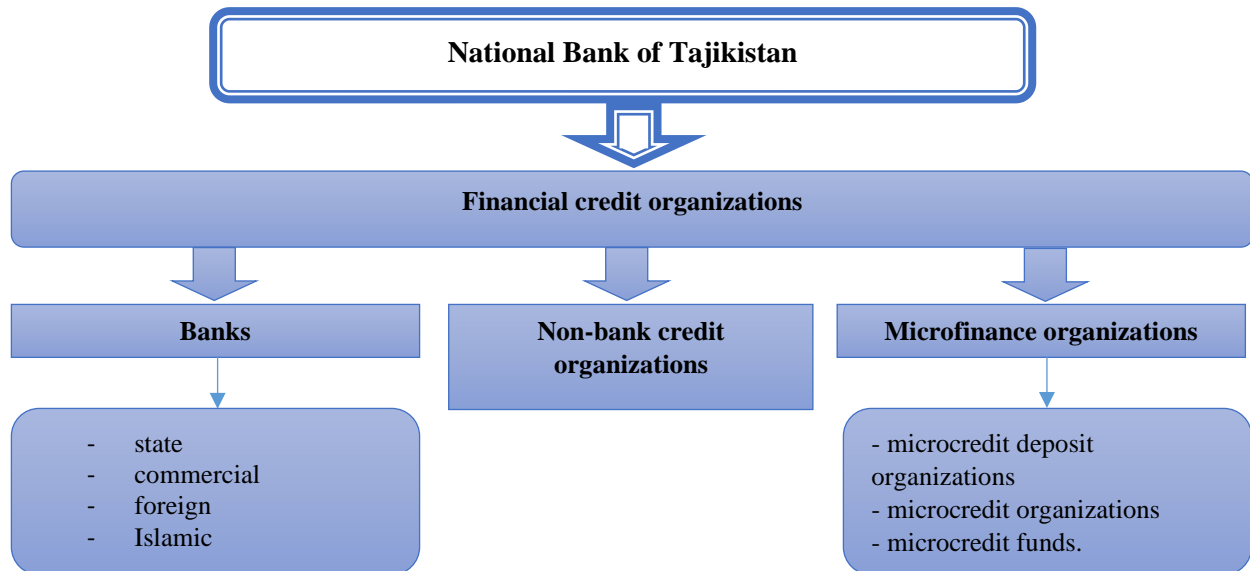 National Bank of Tajikistan
Financial credit organizations
Banks
Non-bank credit
organizations
Microfinance organizations
- state
- commercial
- foreign
- Islamic
- microcredit deposit
organizations
- microcredit organizations
- microcredit funds.